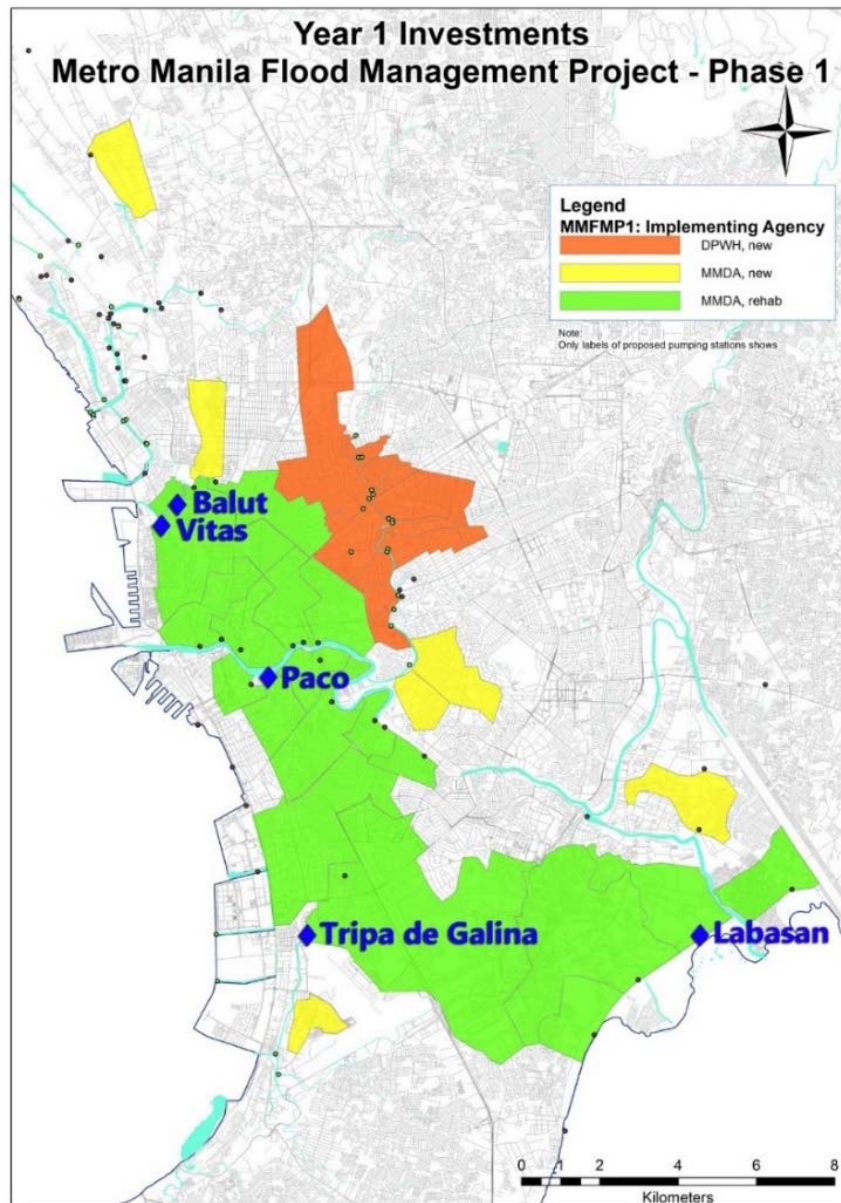 Year 1 Investments
Metro Manila Flood Management Project - Phase 1
Legend
MMFMP1: Implementing Agency
DPWH, new
MMDA, new
MMDA, rehab
Note:
Only labels of proposed pumping stations shows
Balut
Vitas
Paco
Tripa de Galina
Labasan
0 1 2 4 6 8
Kilometers